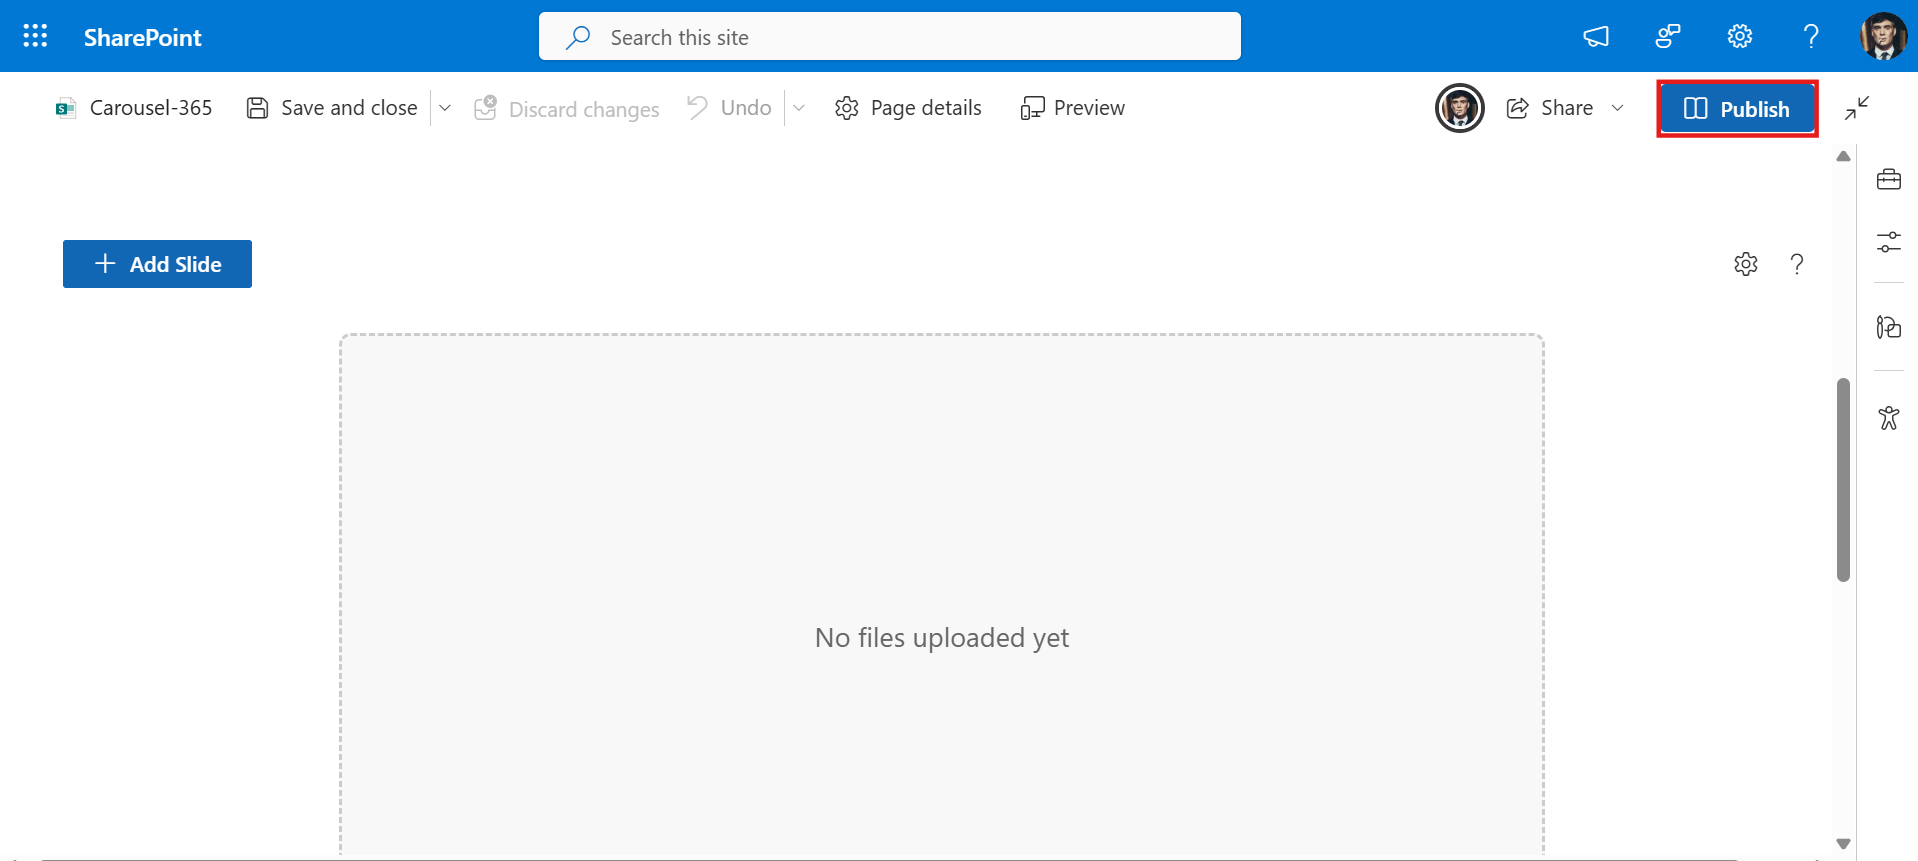 SharePoint
Search this site
Carousel-365
Save and close
Discard changes
Undo
Page details
Preview
Share
Publish
Add Slide
No files uploaded yet